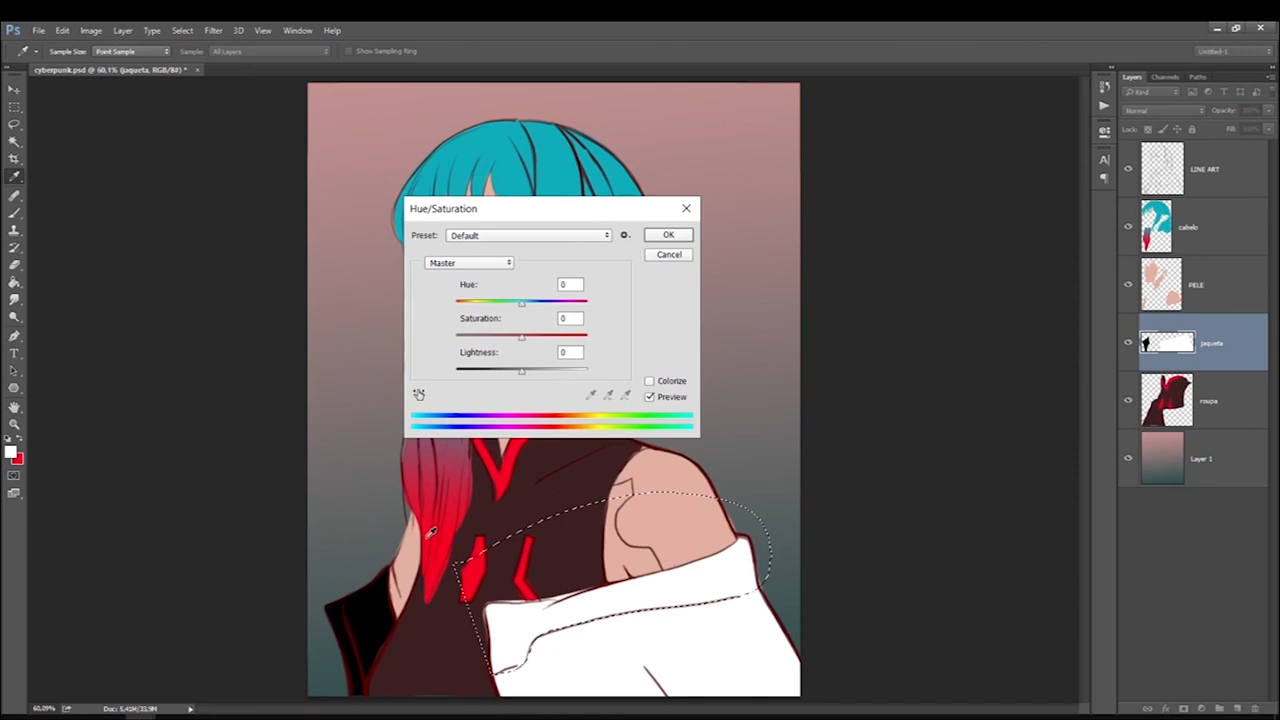 Ps File Edit Image Layer Type Select Filter 3D View Window Help
Sample Size: Point Sample Sample: All Layers Show Sampling Ring Untitled-1
cyberpunk.psd @ 60,1% (jaqueta, RGB/8#) * ×
Layers Channels Paths
Kind
Normal Opacity:
Lock: Fill:
LINE ART
cabelo
PELE
jaqueta
roupa
Layer 1
Hue/Saturation
Preset: Default OK
Cancel
Master
Hue: 0
Saturation: 0
Lightness: 0
Colorize
Preview
60,09% Doc: 5,41M/33,9M